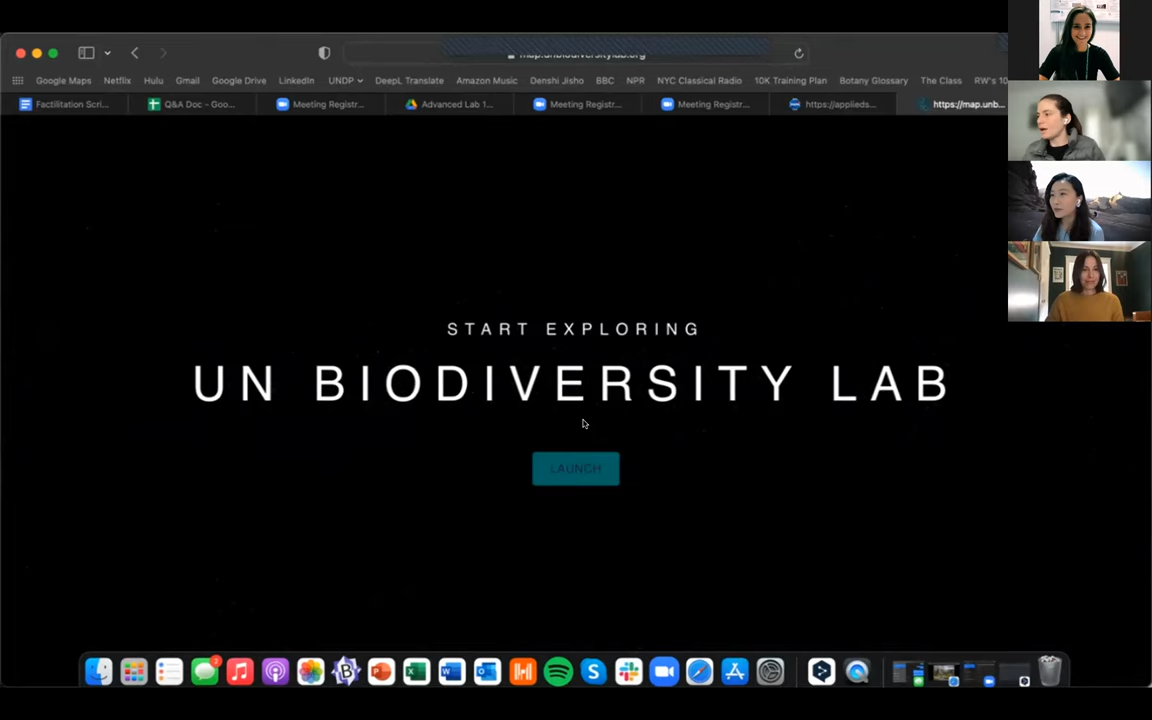 map.unbiodiversitylab.org
Google Maps Netflix Hulu Gmail Google Drive LinkedIn UNDP DeepL Translate Amazon Music Denshi Jisho BBC NPR NYC Classical Radio 10K Training Plan Botany Glossary The Class RW's 10
Factilitation Scri... Q&A Doc - Goo... Meeting Registr... Advanced Lab 1... Meeting Registr... Meeting Registr... https://applieds... https://map.unb...
START EXPLORING
UN BIODIVERSITY LAB
LAUNCH